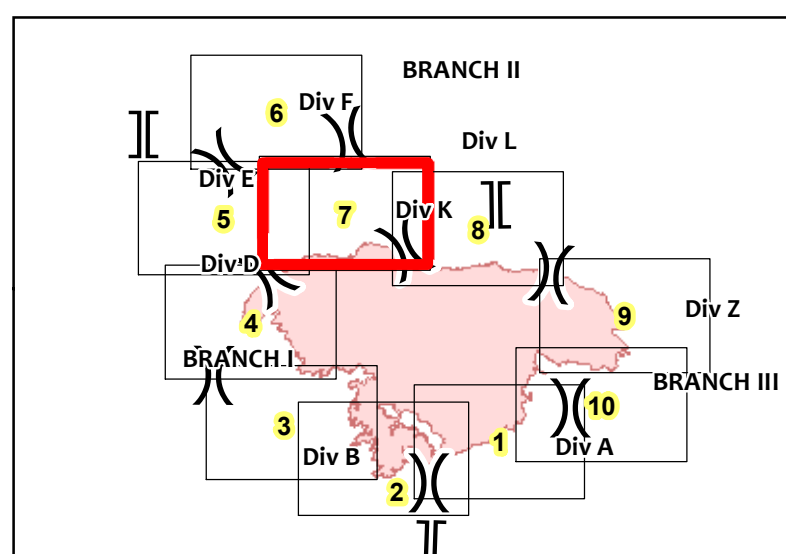 BRANCH II
Div F
6
][
Div L
Div E
5
7
Div K
][
8
Div D
4
9
Div Z
BRANCH I
BRANCH III
3
10
1
Div A
Div B
2
][